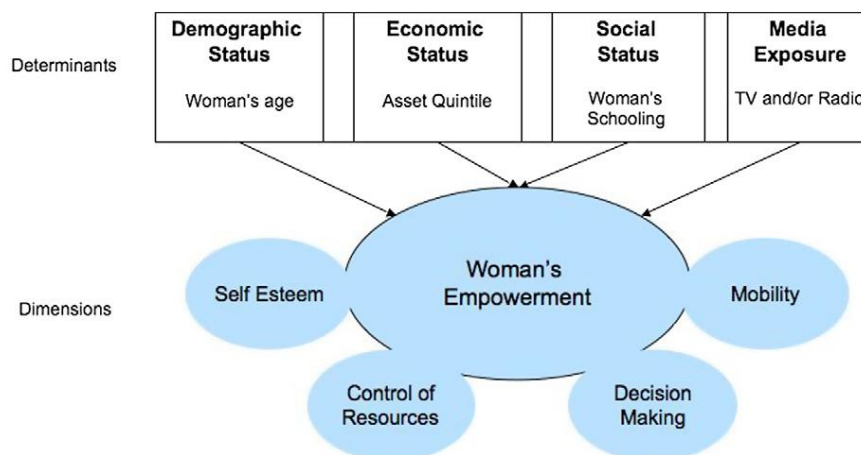 Determinants
Demographic
Status
Woman's age
Economic
Status
Asset Quintile
Social
Status
Woman's
Schooling
Media
Exposure
TV and/or Radio
Dimensions
Woman's
Empowerment
Self Esteem
Mobility
Control of
Resources
Decision
Making